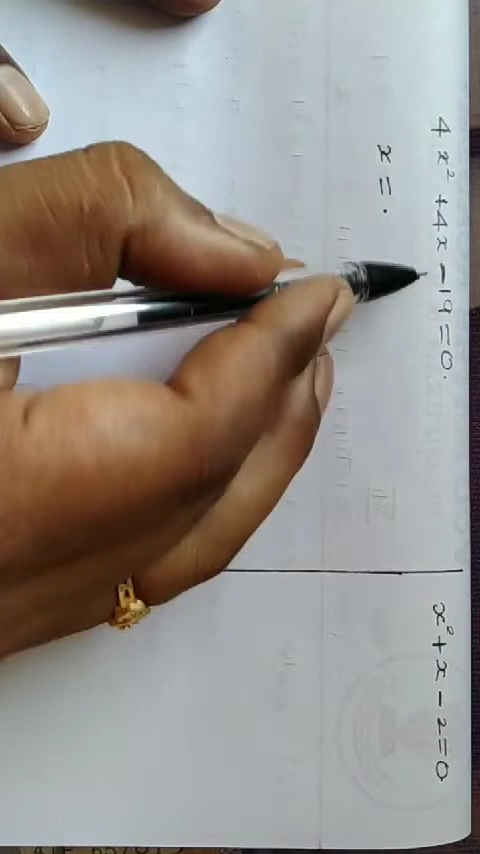 4x² + 4x - 19 = 0.
x = .
x² + x - 2 = 0